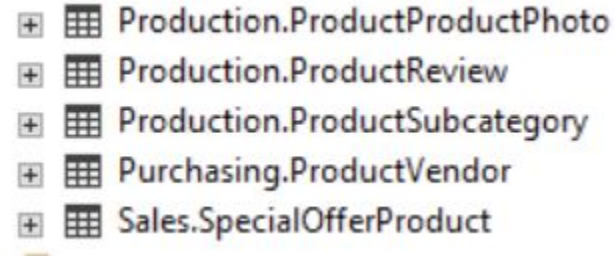 Production.ProductProductPhoto
Production.ProductReview
Production.ProductSubcategory
Purchasing.ProductVendor
Sales.SpecialOfferProduct